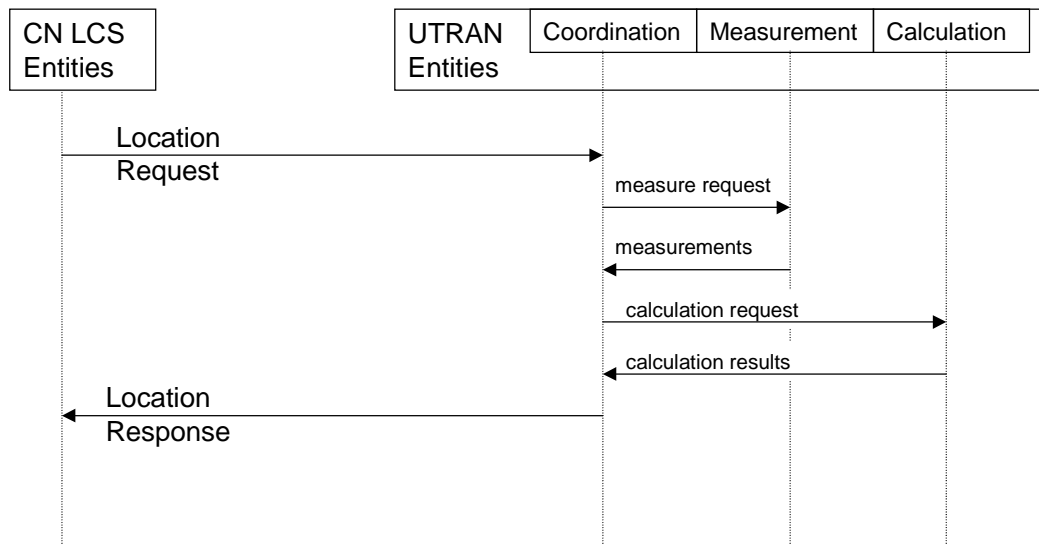 CN LCS
Entities
UTRAN
Entities
Coordination
Measurement
Calculation
Location
Request
measure request
measurements
calculation request
calculation results
Location
Response